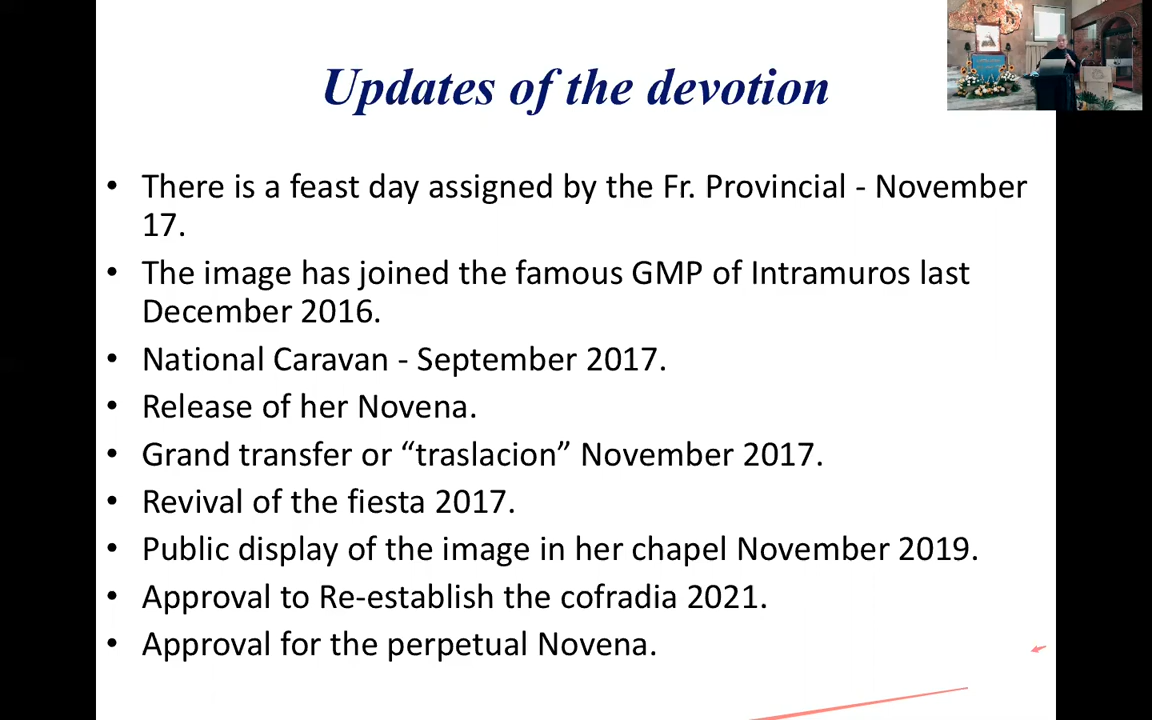 Updates of the devotion
• There is a feast day assigned by the Fr. Provincial - November
17.
• The image has joined the famous GMP of Intramuros last
December 2016.
• National Caravan - September 2017.
• Release of her Novena.
• Grand transfer or “traslacion” November 2017.
• Revival of the fiesta 2017.
• Public display of the image in her chapel November 2019.
• Approval to Re-establish the cofradia 2021.
• Approval for the perpetual Novena.